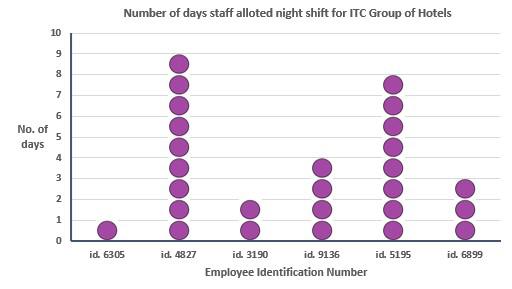 Number of days staff alloted night shift for ITC Group of Hotels
10
9
8
7
6
5
4
3
2
1
0
No. of
days
id. 6305 id. 4827 id. 3190 id. 9136 id. 5195 id. 6899
Employee Identification Number